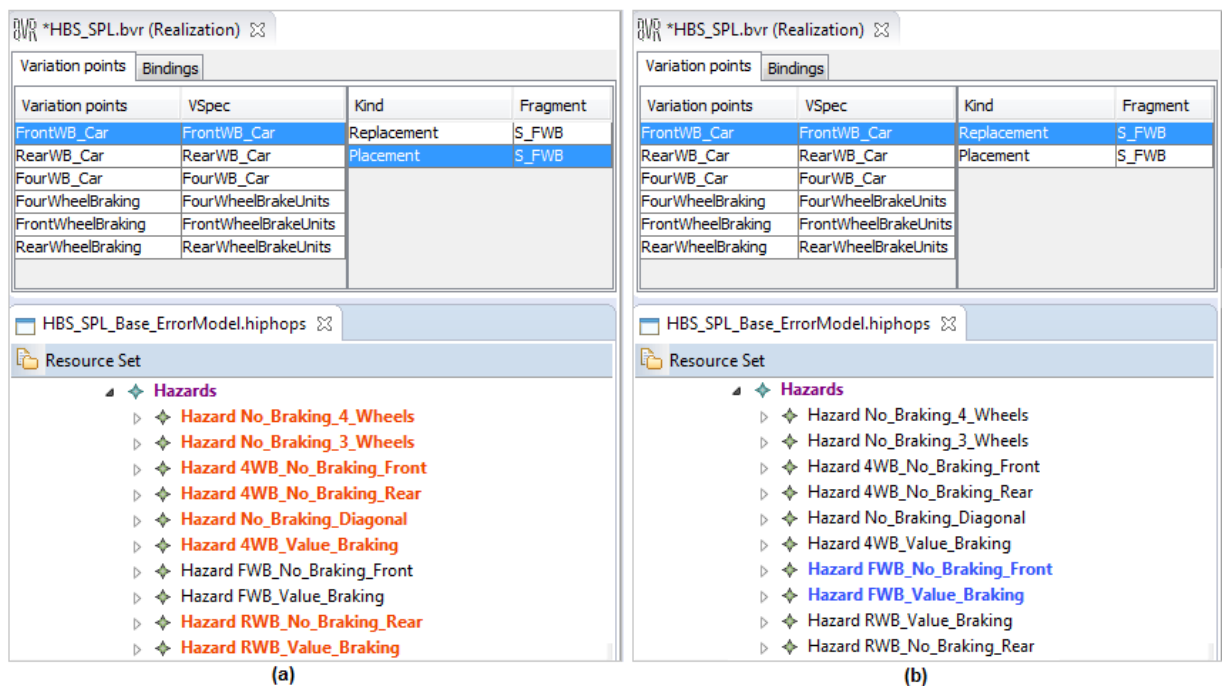 *HBS_SPL.bvr (Realization)
Variation points Bindings
Variation points VSpec Kind Fragment
FrontWB_Car FrontWB_Car Replacement S_FWB
RearWB_Car RearWB_Car Placement S_FWB
FourWB_Car FourWB_Car
FourWheelBraking FourWheelBrakeUnits
FrontWheelBraking FrontWheelBrakeUnits
RearWheelBraking RearWheelBrakeUnits
HBS_SPL_Base_ErrorModel.hiphops
Resource Set
Hazards
Hazard No_Braking_4_Wheels
Hazard No_Braking_3_Wheels
Hazard 4WB_No_Braking_Front
Hazard 4WB_No_Braking_Rear
Hazard No_Braking_Diagonal
Hazard 4WB_Value_Braking
Hazard FWB_No_Braking_Front
Hazard FWB_Value_Braking
Hazard RWB_No_Braking_Rear
Hazard RWB_Value_Braking
(a)
*HBS_SPL.bvr (Realization)
Variation points Bindings
Variation points VSpec Kind Fragment
FrontWB_Car FrontWB_Car Replacement S_FWB
RearWB_Car RearWB_Car Placement S_FWB
FourWB_Car FourWB_Car
FourWheelBraking FourWheelBrakeUnits
FrontWheelBraking FrontWheelBrakeUnits
RearWheelBraking RearWheelBrakeUnits
HBS_SPL_Base_ErrorModel.hiphops
Resource Set
Hazards
Hazard No_Braking_4_Wheels
Hazard No_Braking_3_Wheels
Hazard 4WB_No_Braking_Front
Hazard 4WB_No_Braking_Rear
Hazard No_Braking_Diagonal
Hazard 4WB_Value_Braking
Hazard FWB_No_Braking_Front
Hazard FWB_Value_Braking
Hazard RWB_Value_Braking
Hazard RWB_No_Braking_Rear
(b)